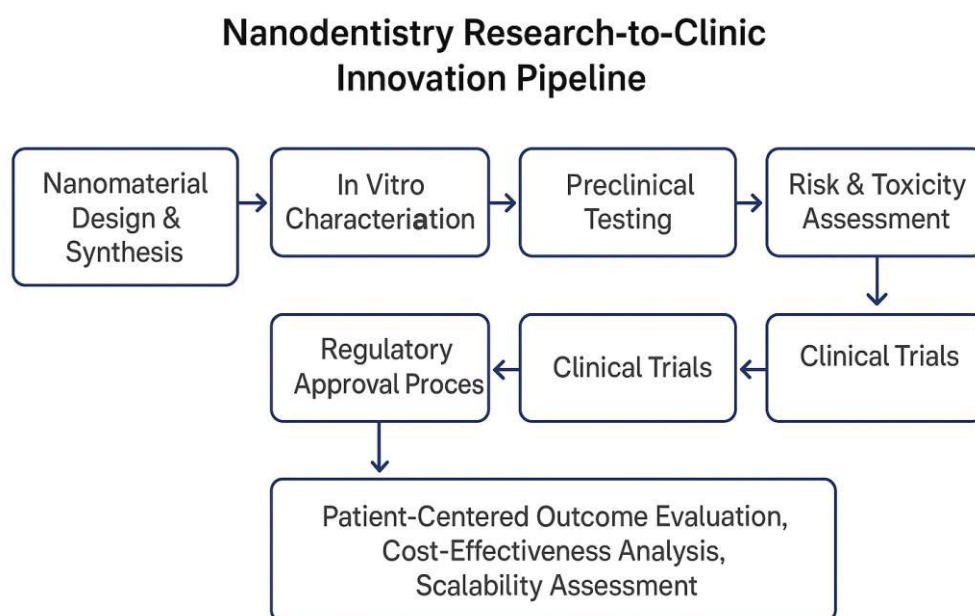 Nanodentistry Research-to-Clinic
Innovation Pipeline
Nanomaterial
Design &
Synthesis
In Vitro
Characteriation
Preclinical
Testing
Risk & Toxicity
Assessment
Clinical Trials
Clinical Trials
Regulatory
Approval Proces
Patient-Centered Outcome Evaluation,
Cost-Effectiveness Analysis,
Scalability Assessment